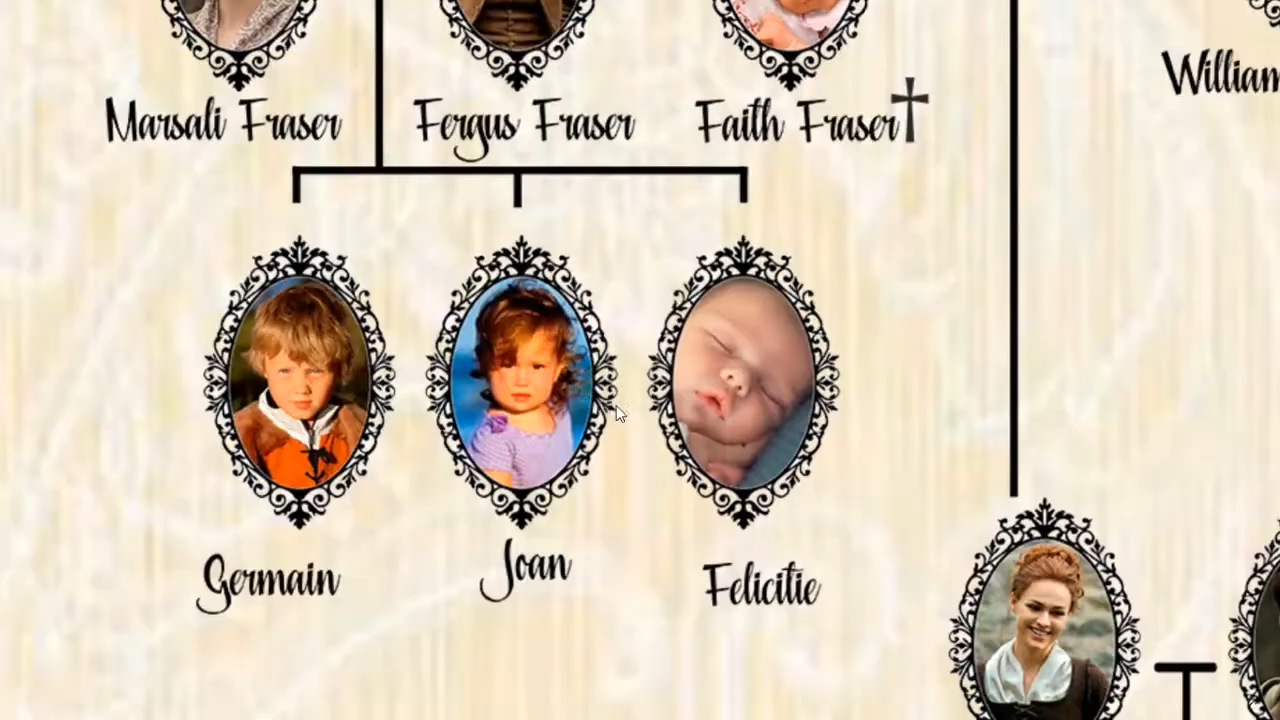 William
Marsali Fraser
Fergus Fraser
Faith Fraser†
Germain
Joan
Felicitie